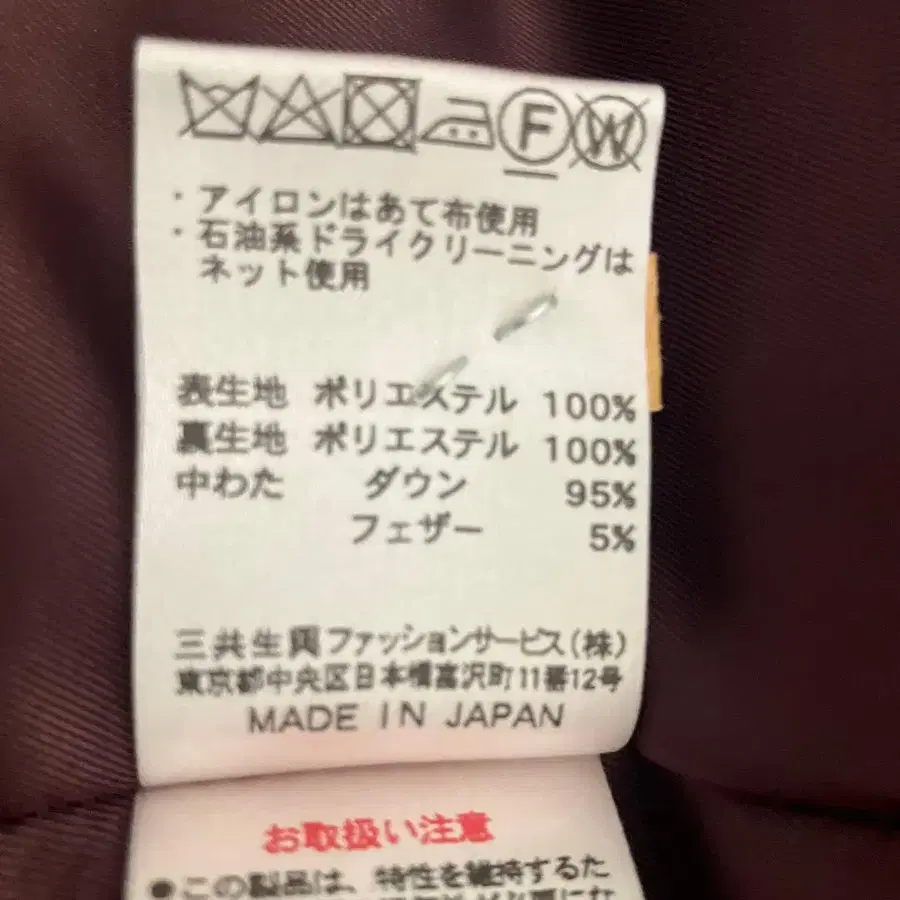 F W
・アイロンはあて布使用
・石油系ドライクリーニングは
ネット使用
表生地 ポリエステル 100%
裏生地 ポリエステル 100%
中わた ダウン 95%
フェザー 5%
三共生興ファッションサービス(株)
東京都中央区日本橋富沢町11番12号
MADE IN JAPAN
お取扱い注意
●この製品は、特性を維持するた